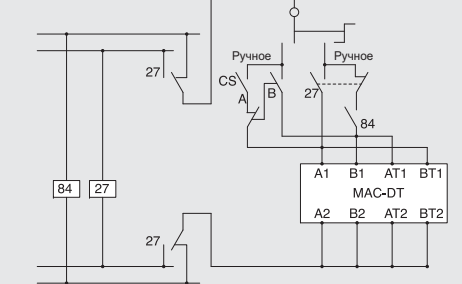 Ручное
Ручное
27
CS
A
B
27
84
A1 B1 AT1 BT1
MAC-DT
A2 B2 AT2 BT2
84
27
27